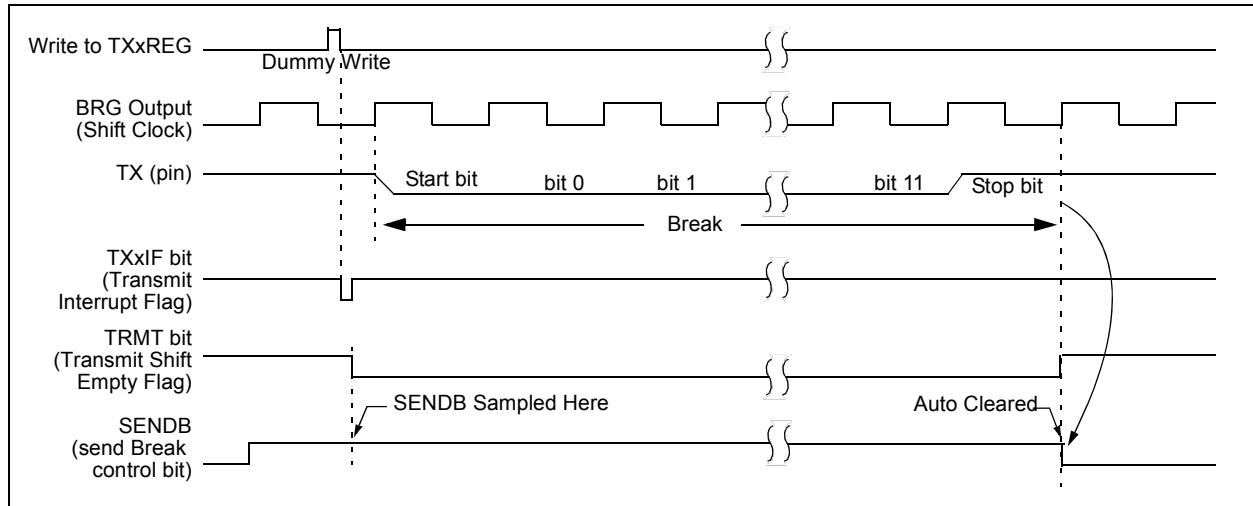 Write to TXxREG
Dummy Write
BRG Output
(Shift Clock)
TX (pin)
Start bit
bit 0
bit 1
bit 11
Stop bit
Break
TXxIF bit
(Transmit
Interrupt Flag)
TRMT bit
(Transmit Shift
Empty Flag)
SENDB Sampled Here
Auto Cleared
SENDB
(send Break
control bit)